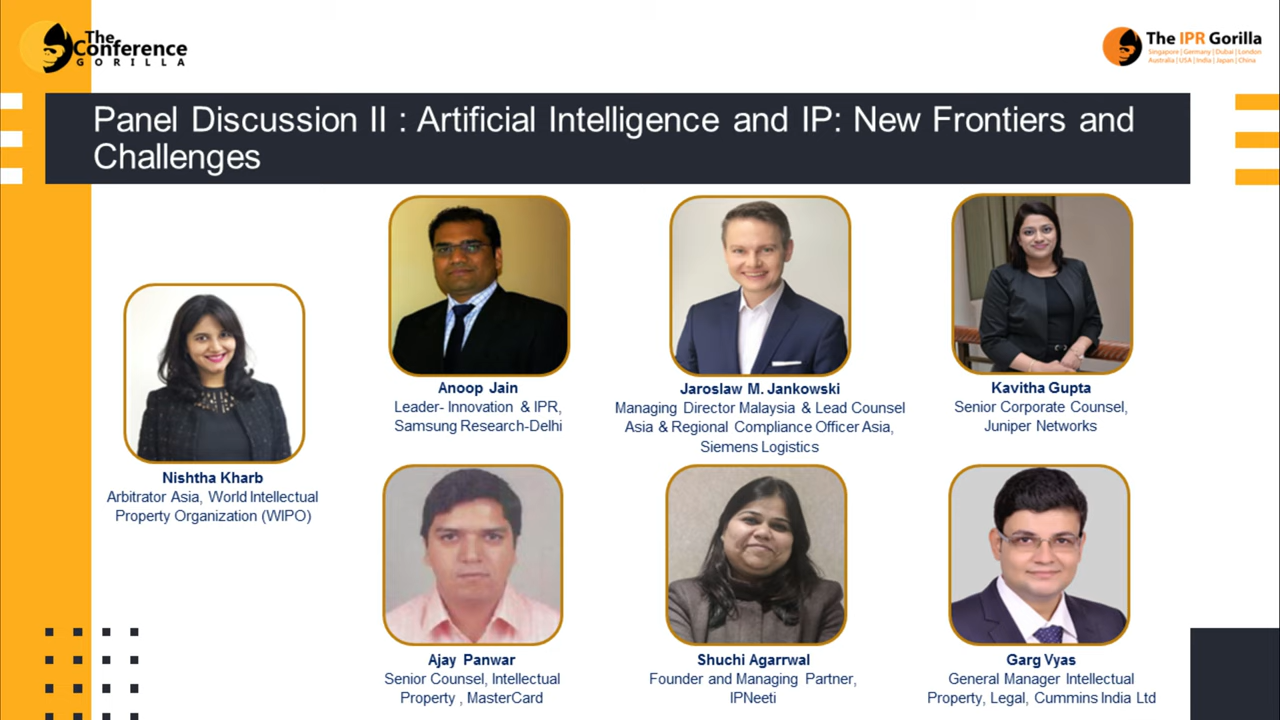 The
Conference
GORILLA
The IPR Gorilla
Singapore | Germany | Dubai | London
Australia | USA | India | Japan | China
Panel Discussion II : Artificial Intelligence and IP: New Frontiers and
Challenges
Nishtha Kharb
Arbitrator Asia, World Intellectual
Property Organization (WIPO)
Anoop Jain
Leader- Innovation & IPR,
Samsung Research-Delhi
Jaroslaw M. Jankowski
Managing Director Malaysia & Lead Counsel
Asia & Regional Compliance Officer Asia,
Siemens Logistics
Kavitha Gupta
Senior Corporate Counsel,
Juniper Networks
Ajay Panwar
Senior Counsel, Intellectual
Property , MasterCard
Shuchi Agarrwal
Founder and Managing Partner,
IPNeeti
Garg Vyas
General Manager Intellectual
Property, Legal, Cummins India Ltd